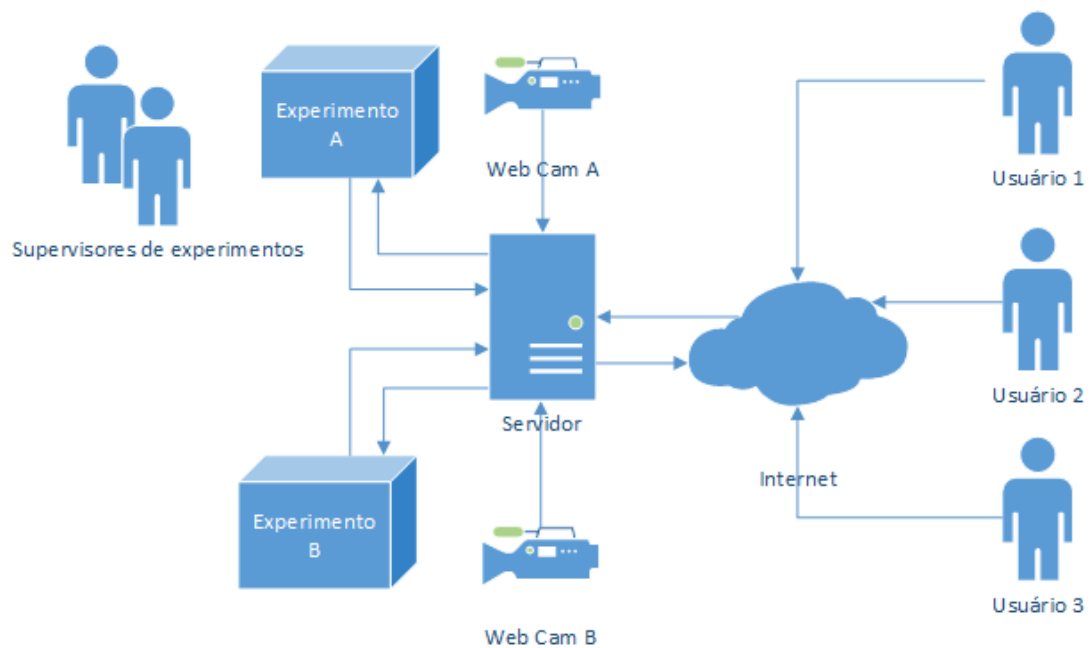 Experimento
A
Web Cam A
Usuário 1
Supervisores de experimentos
Usuário 2
Servidor
Internet
Experimento
B
Usuário 3
Web Cam B